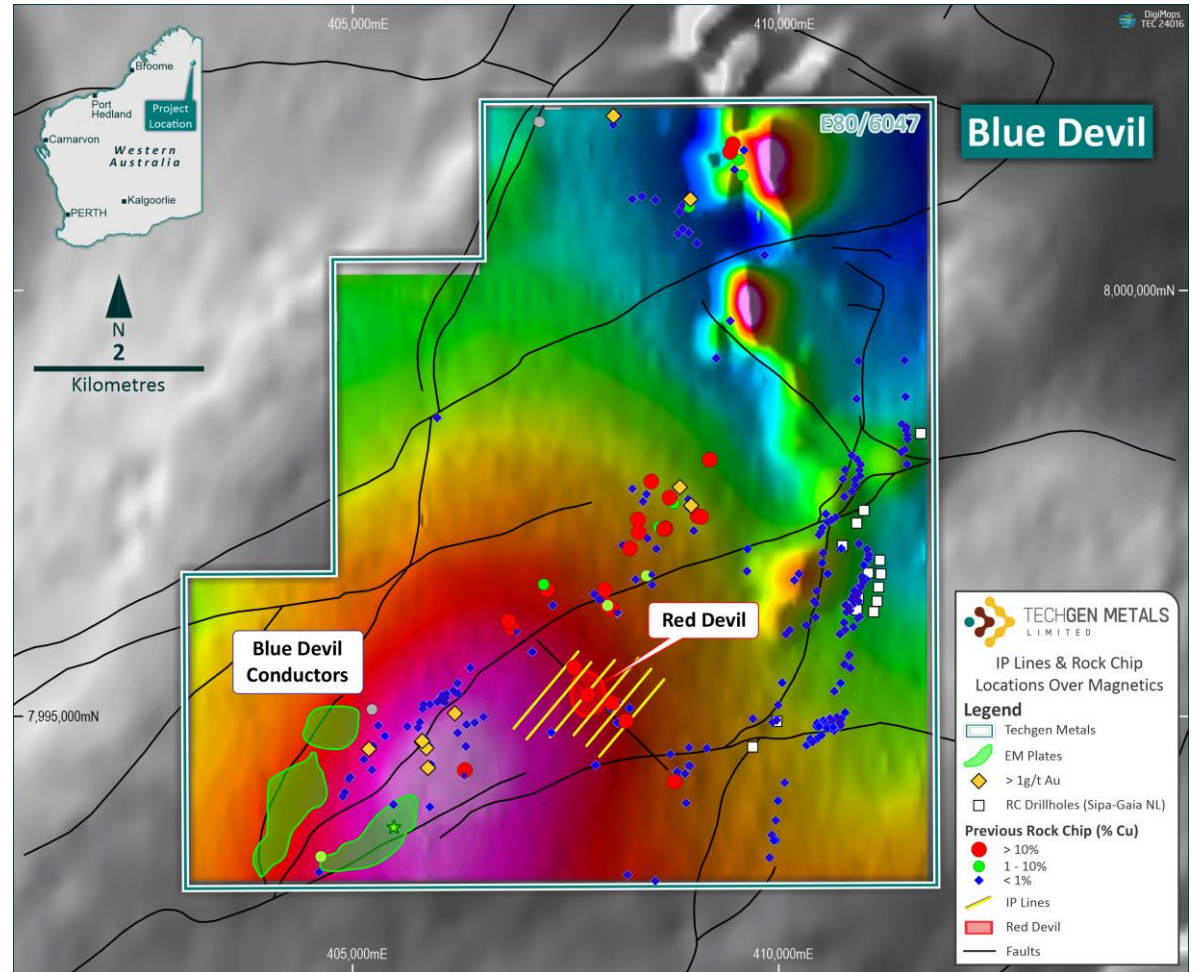 405,000mE
410,000mE
DigiMaps
TEC 24016
Broome
Port
Hedland
Project
Location
Carnarvon
Western
Australia
Kalgoorlie
PERTH
E80/6047
Blue Devil
N
2
Kilometres
8,000,000mN
Red Devil
Blue Devil
Conductors
7,995,000mN
TECHGEN METALS
LIMITED
IP Lines & Rock Chip
Locations Over Magnetics
Legend
Techgen Metals
EM Plates
> 1g/t Au
RC Drillholes (Sipa-Gaia NL)
Previous Rock Chip (% Cu)
> 10%
1 - 10%
< 1%
IP Lines
Red Devil
Faults
405,000mE
410,000mE